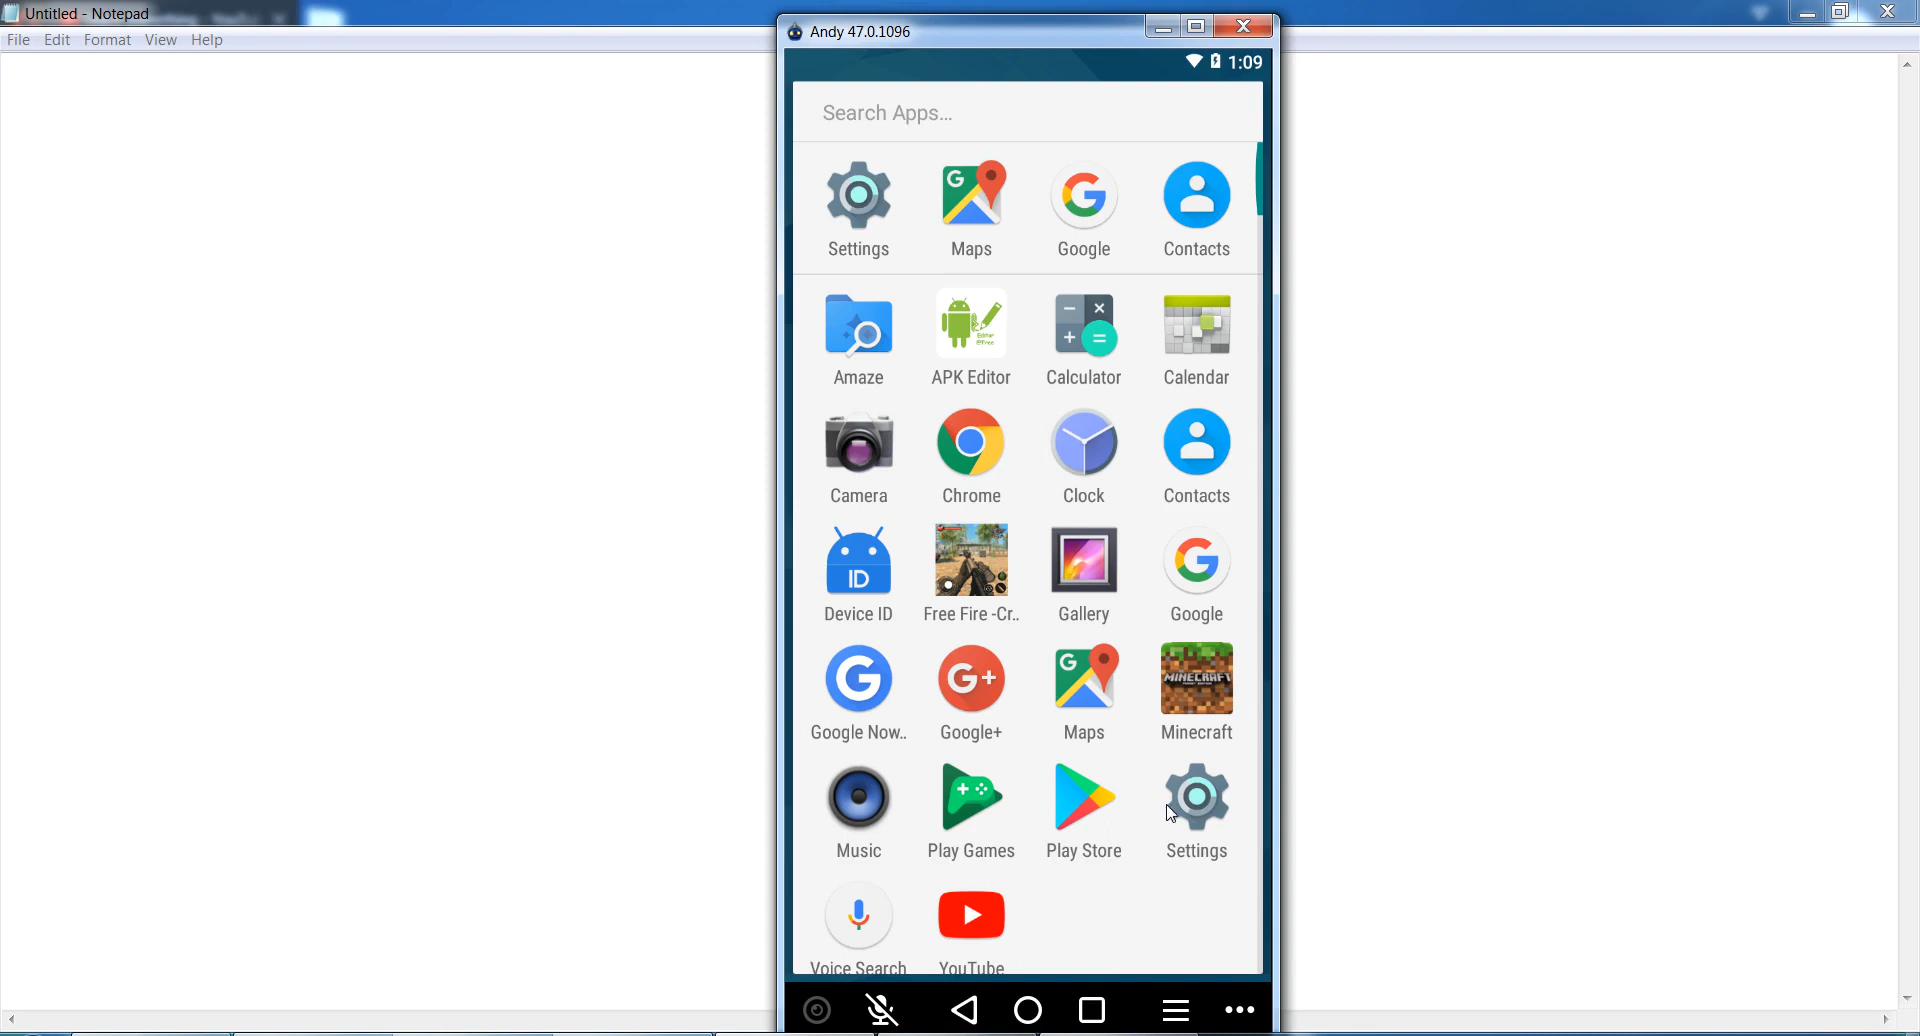 Untitled - Notepad
File Edit Format View Help
Andy 47.0.1096
1:09
Search Apps...
Settings Maps Google Contacts
Amaze APK Editor Calculator Calendar
Camera Chrome Clock Contacts
ID
Device ID Free Fire -Cr.. Gallery Google
MINECRAFT
Google Now.. Google+ Maps Minecraft
Music Play Games Play Store Settings
Voice Search YouTube